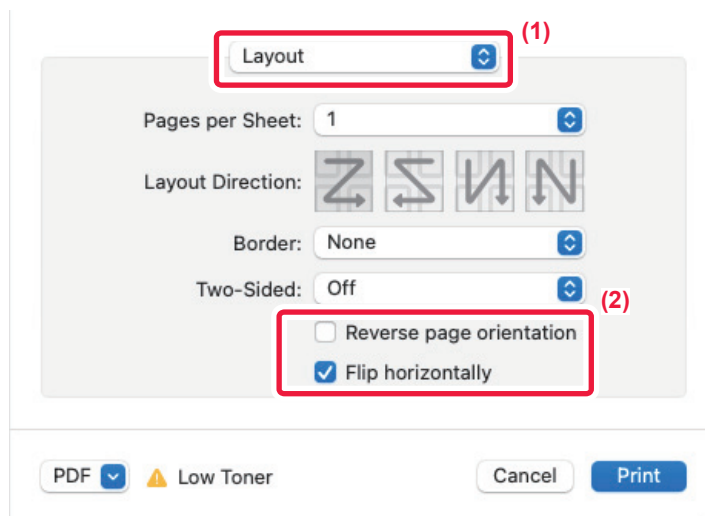 (1)
Layout
Pages per Sheet: 1
Layout Direction:
Border: None
Two-Sided: Off
(2)
Reverse page orientation
Flip horizontally
PDF Low Toner Cancel Print